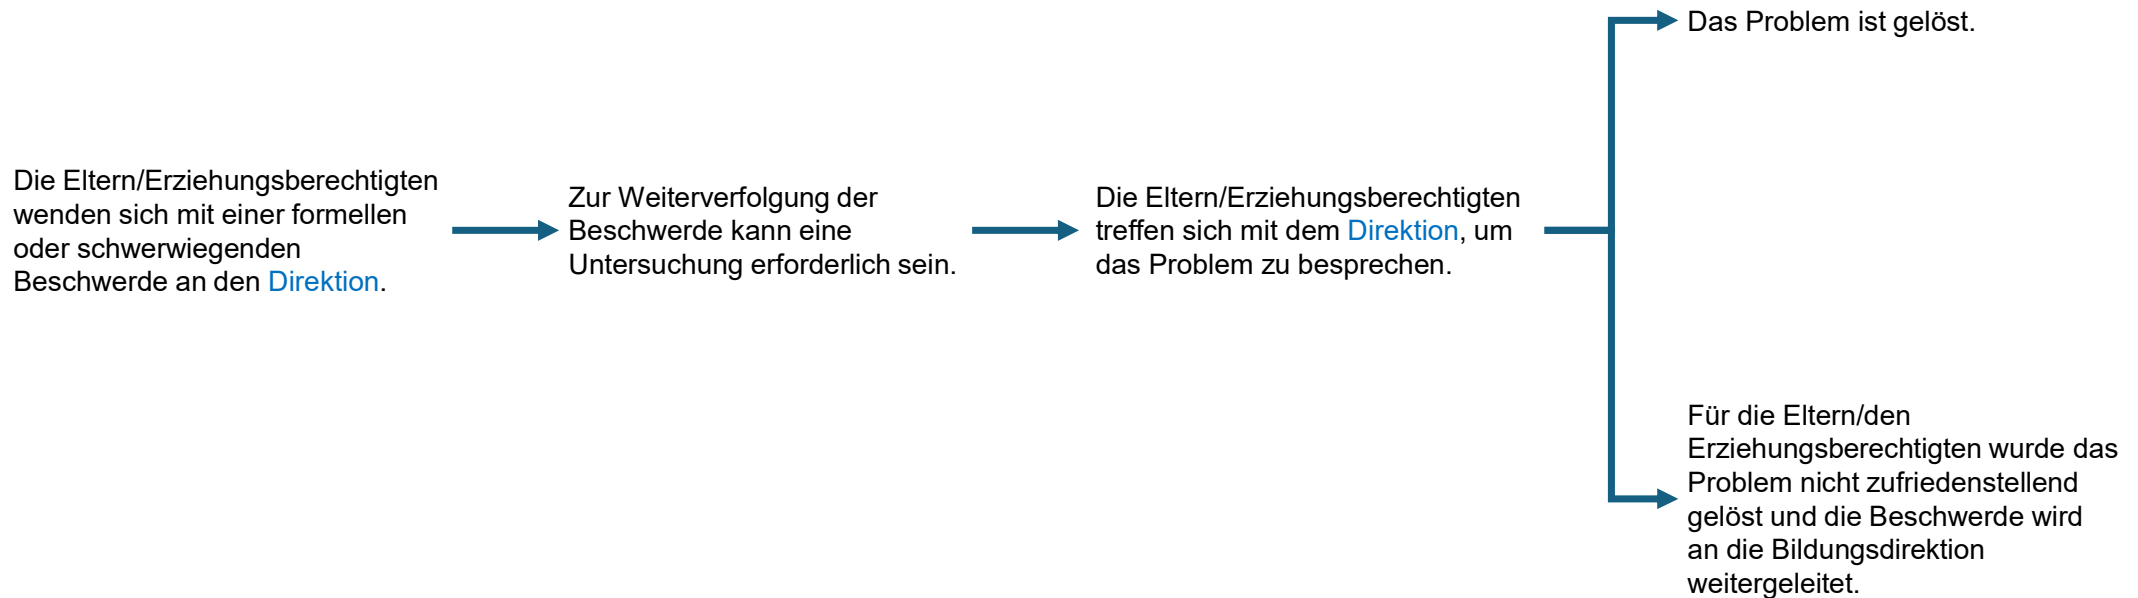 Die Eltern/Erziehungsberechtigten
wenden sich mit einer formellen
oder schwerwiegenden
Beschwerde an den Direktion.
Zur Weiterverfolgung der
Beschwerde kann eine
Untersuchung erforderlich sein.
Die Eltern/Erziehungsberechtigten
treffen sich mit dem Direktion, um
das Problem zu besprechen.
Das Problem ist gelöst.
Für die Eltern/den
Erziehungsberechtigten wurde das
Problem nicht zufriedenstellend
gelöst und die Beschwerde wird
an die Bildungsdirektion
weitergeleitet.